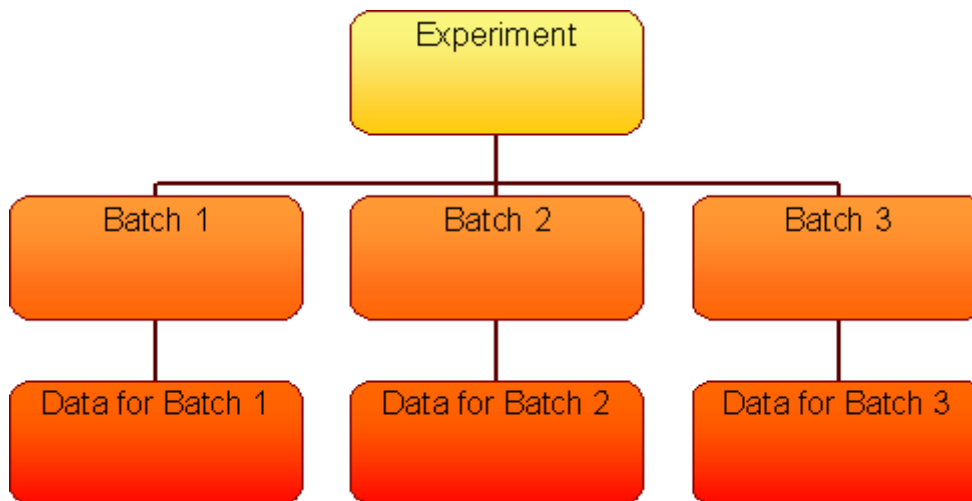 Experiment
Batch 1
Batch 2
Batch 3
Data for Batch 1
Data for Batch 2
Data for Batch 3